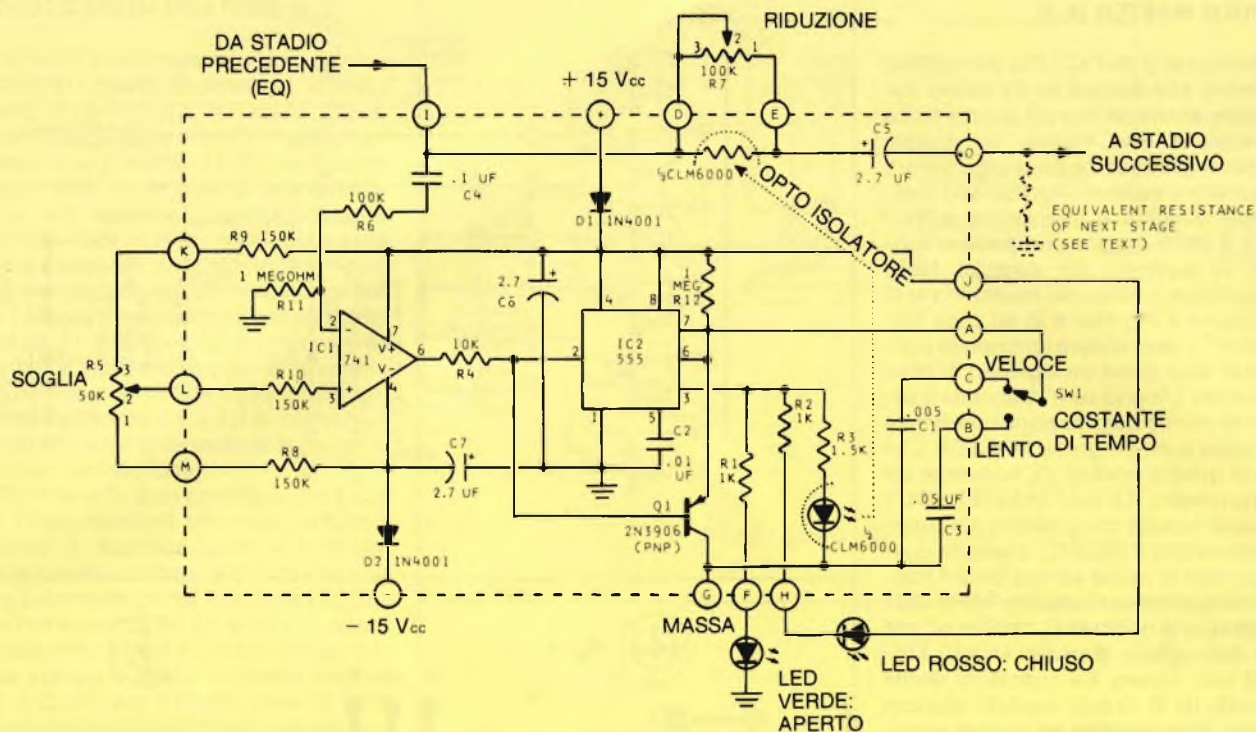 RIDUZIONE
DA STADIO
PRECEDENTE
(EQ)
+ 15 Vcc
3 2 1
100K
R7
I
+
D
E
C5
+
2.7 UF
O
A STADIO
SUCCESSIVO
.1 UF
C4
½CLM6000
OPTO ISOLATORE
100K
R6
D1 1N4001
EQUIVALENT RESISTANCE
OF NEXT STAGE
(SEE TEXT)
K
R9 150K
1 MEGOHM
R11
2.7
C6
+
1
MEG
R12
J
4
8
7
6
3
2
1
5
IC2
555
A
2
-
IC1
741
+
3
V+
7
V-
4
6
10K
R4
R5
50K
3
2
1
SOGLIA
L
R10
150K
VELOCE
C
SW1
COSTANTE
DI TEMPO
B
LENTO
.005
C1
R2
1K
R3
1.5K
R1
1K
C2
.01
UF
M
R8
150K
C7
+
2.7 UF
.05 UF
C3
Q1
2N3906
(PNP)
½
CLM6000
D2 1N4001
-
G
F
H
− 15 Vcc
MASSA
LED ROSSO: CHIUSO
LED
VERDE:
APERTO